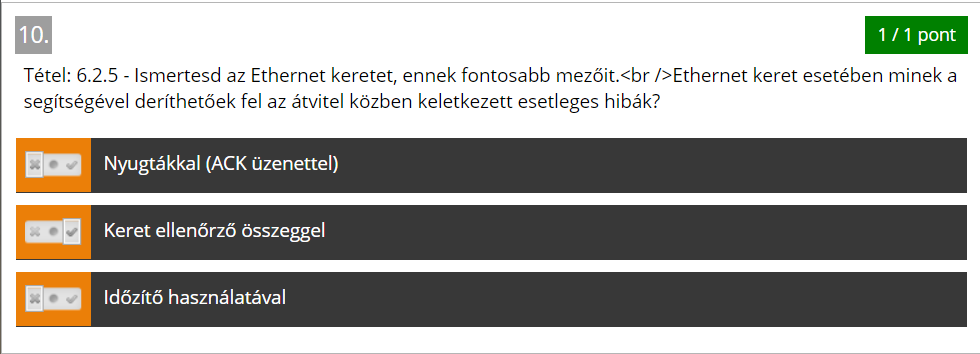 10.
1 / 1 pont
Tétel: 6.2.5 - Ismertesd az Ethernet keretet, ennek fontosabb mezőit.<br />Ethernet keret esetében minek a
segítségével deríthetőek fel az átvitel közben keletkezett esetleges hibák?
Nyugtákkal (ACK üzenettel)
Keret ellenőrző összeggel
Időzítő használatával